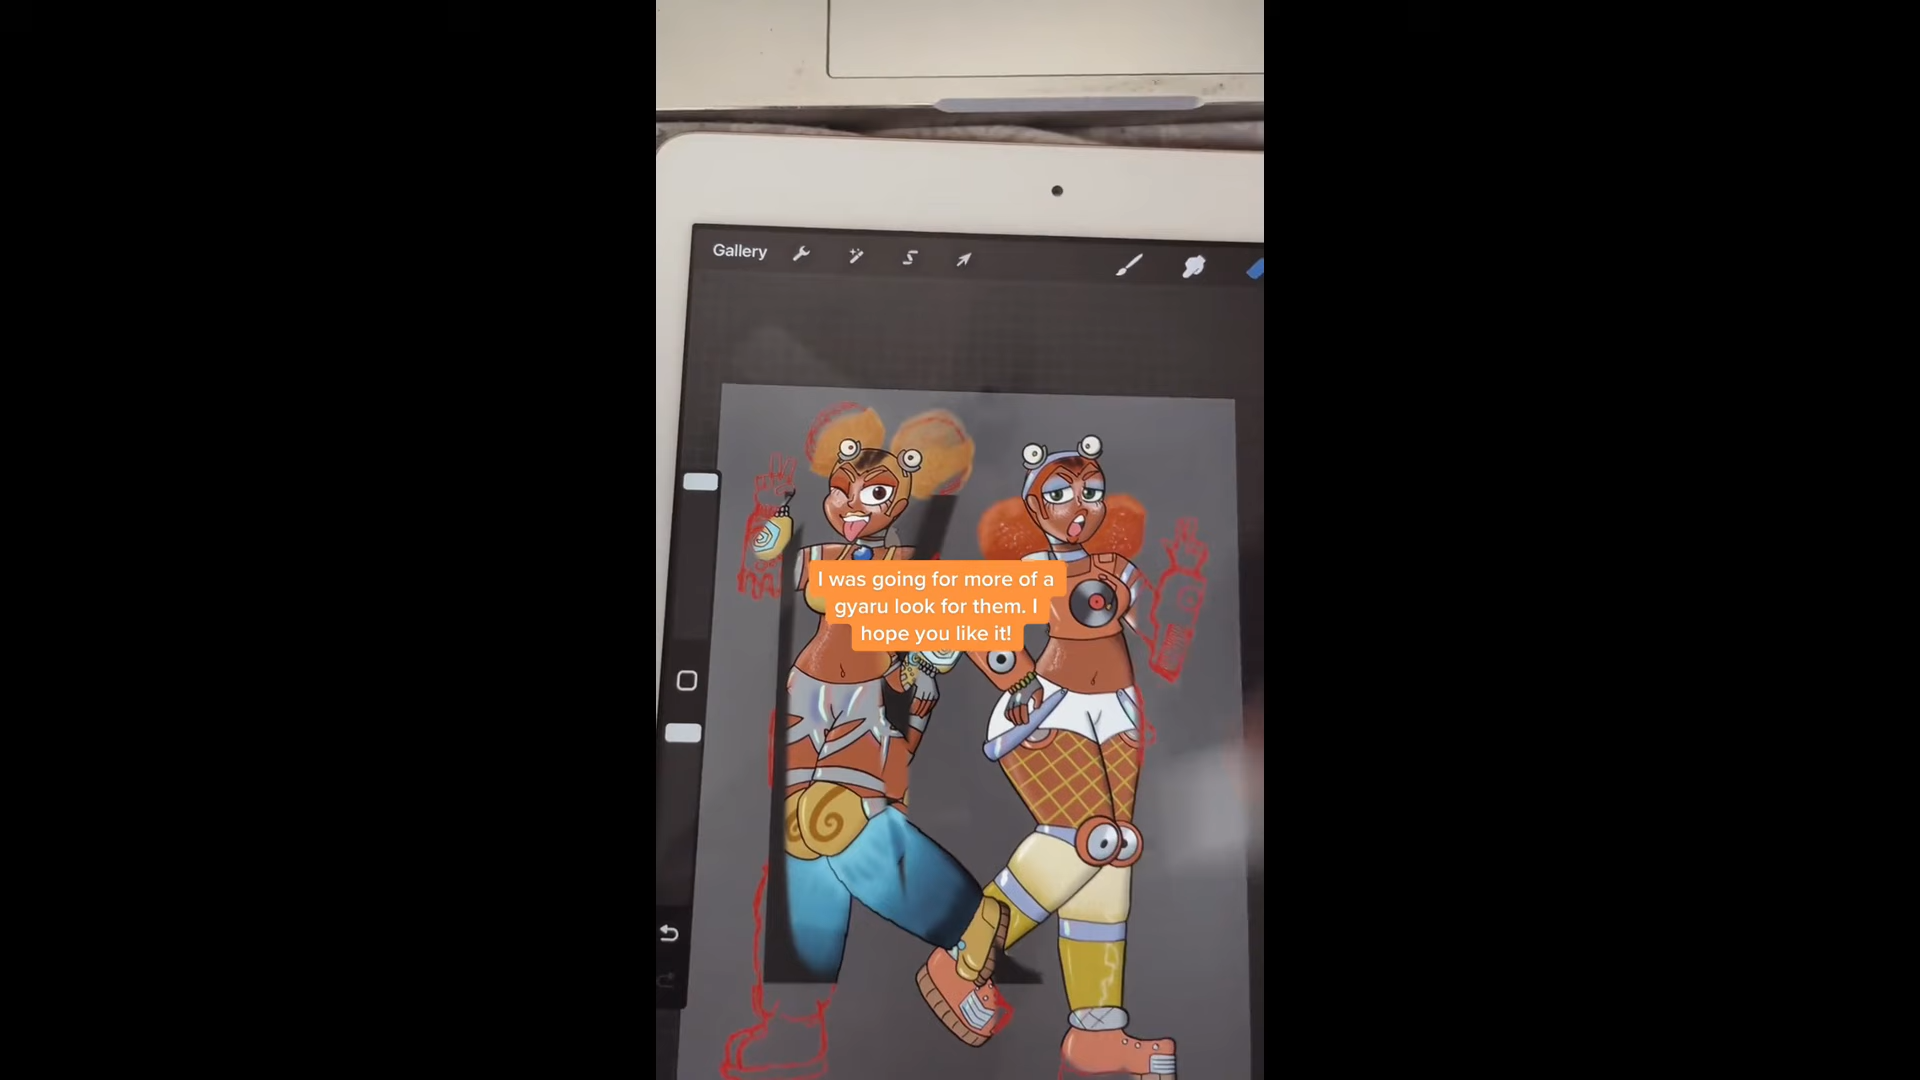 Gallery
I was going for more of a
gyaru look for them. I
hope you like it!